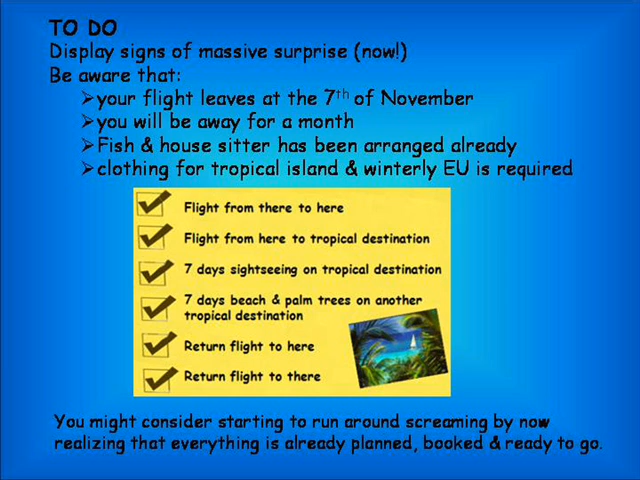 TO DO
Display signs of massive surprise (now!)
Be aware that:
➢your flight leaves at the 7th of November
➢you will be away for a month
➢Fish & house sitter has been arranged already
➢clothing for tropical island & winterly EU is required
Flight from there to here
Flight from here to tropical destination
7 days sightseeing on tropical destination
7 days beach & palm trees on another
tropical destination
Return flight to here
Return flight to there
You might consider starting to run around screaming by now
realizing that everything is already planned, booked & ready to go.